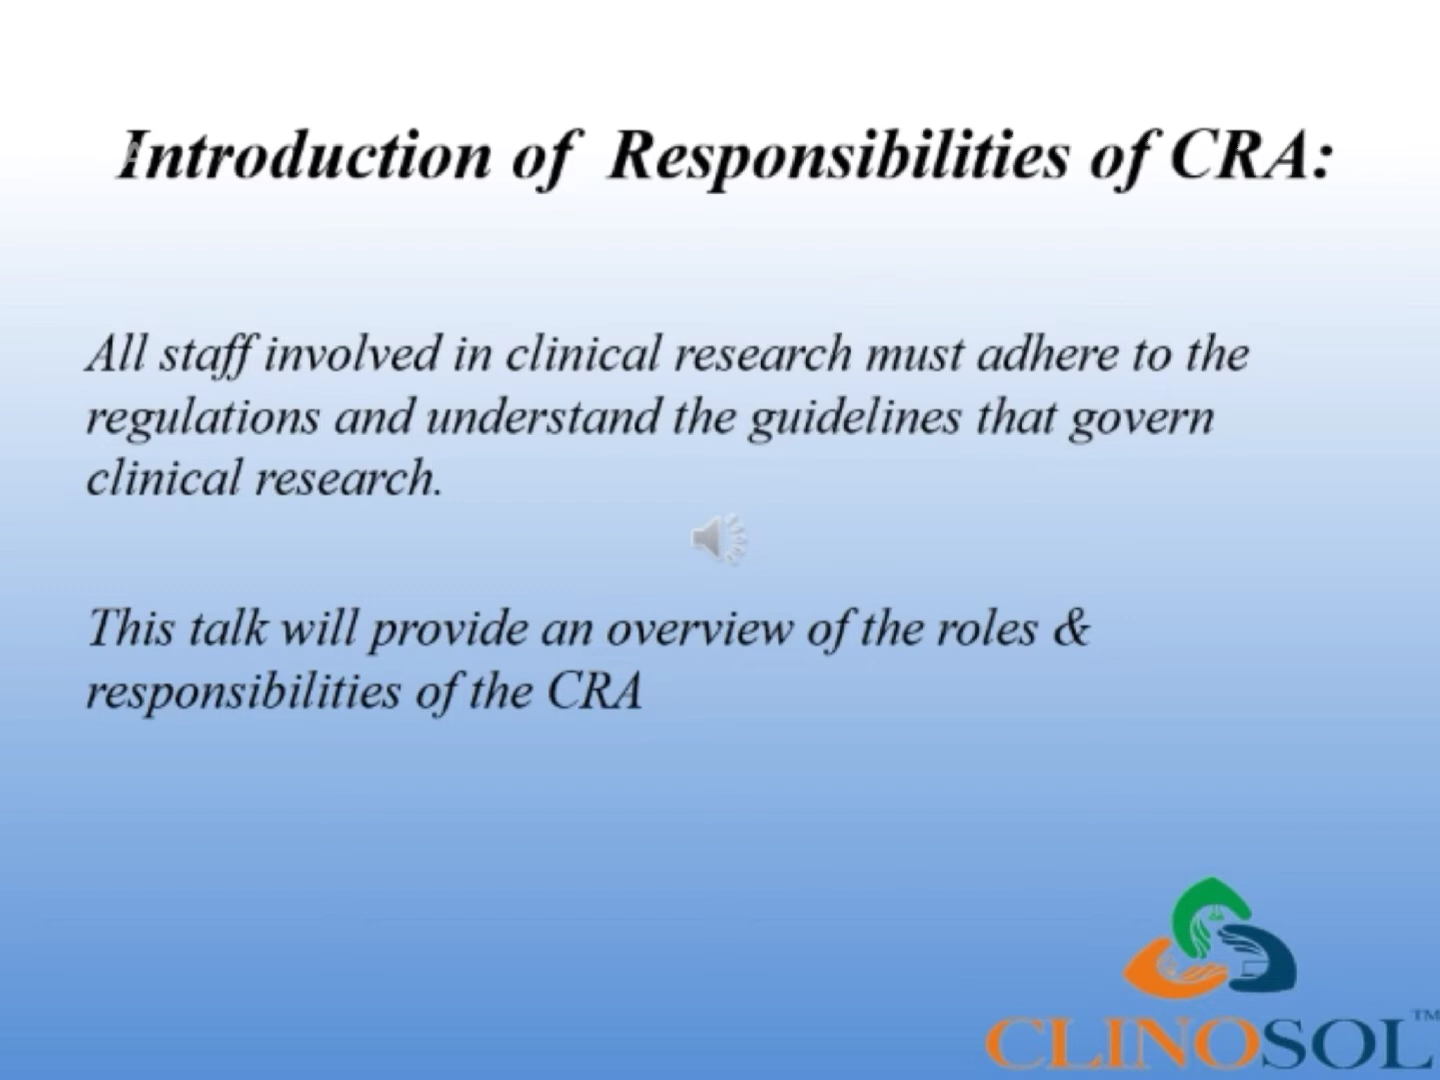 Introduction of Responsibilities of CRA:
All staff involved in clinical research must adhere to the
regulations and understand the guidelines that govern
clinical research.
This talk will provide an overview of the roles &
responsibilities of the CRA
CLINOSOL™